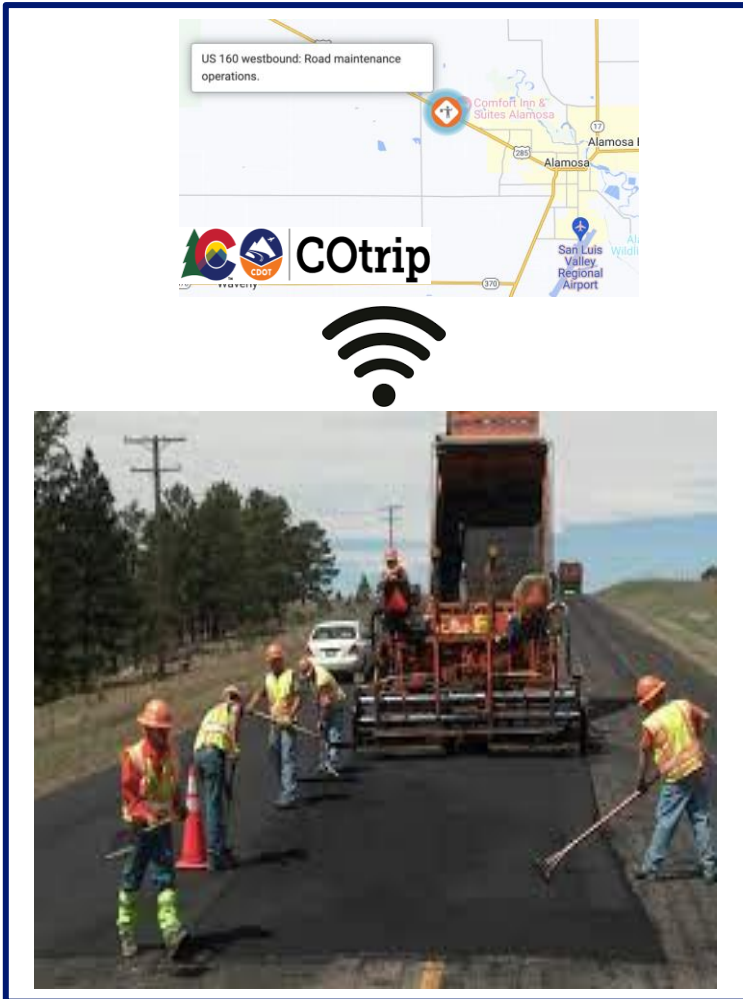 US 160 westbound: Road maintenance
operations.
Comfort Inn &
Suites Alamosa
17
Alamosa
285
Alamosa
San Luis
Valley
Regional
Airport
Wildli
CDOT
COtrip
Waverly
370